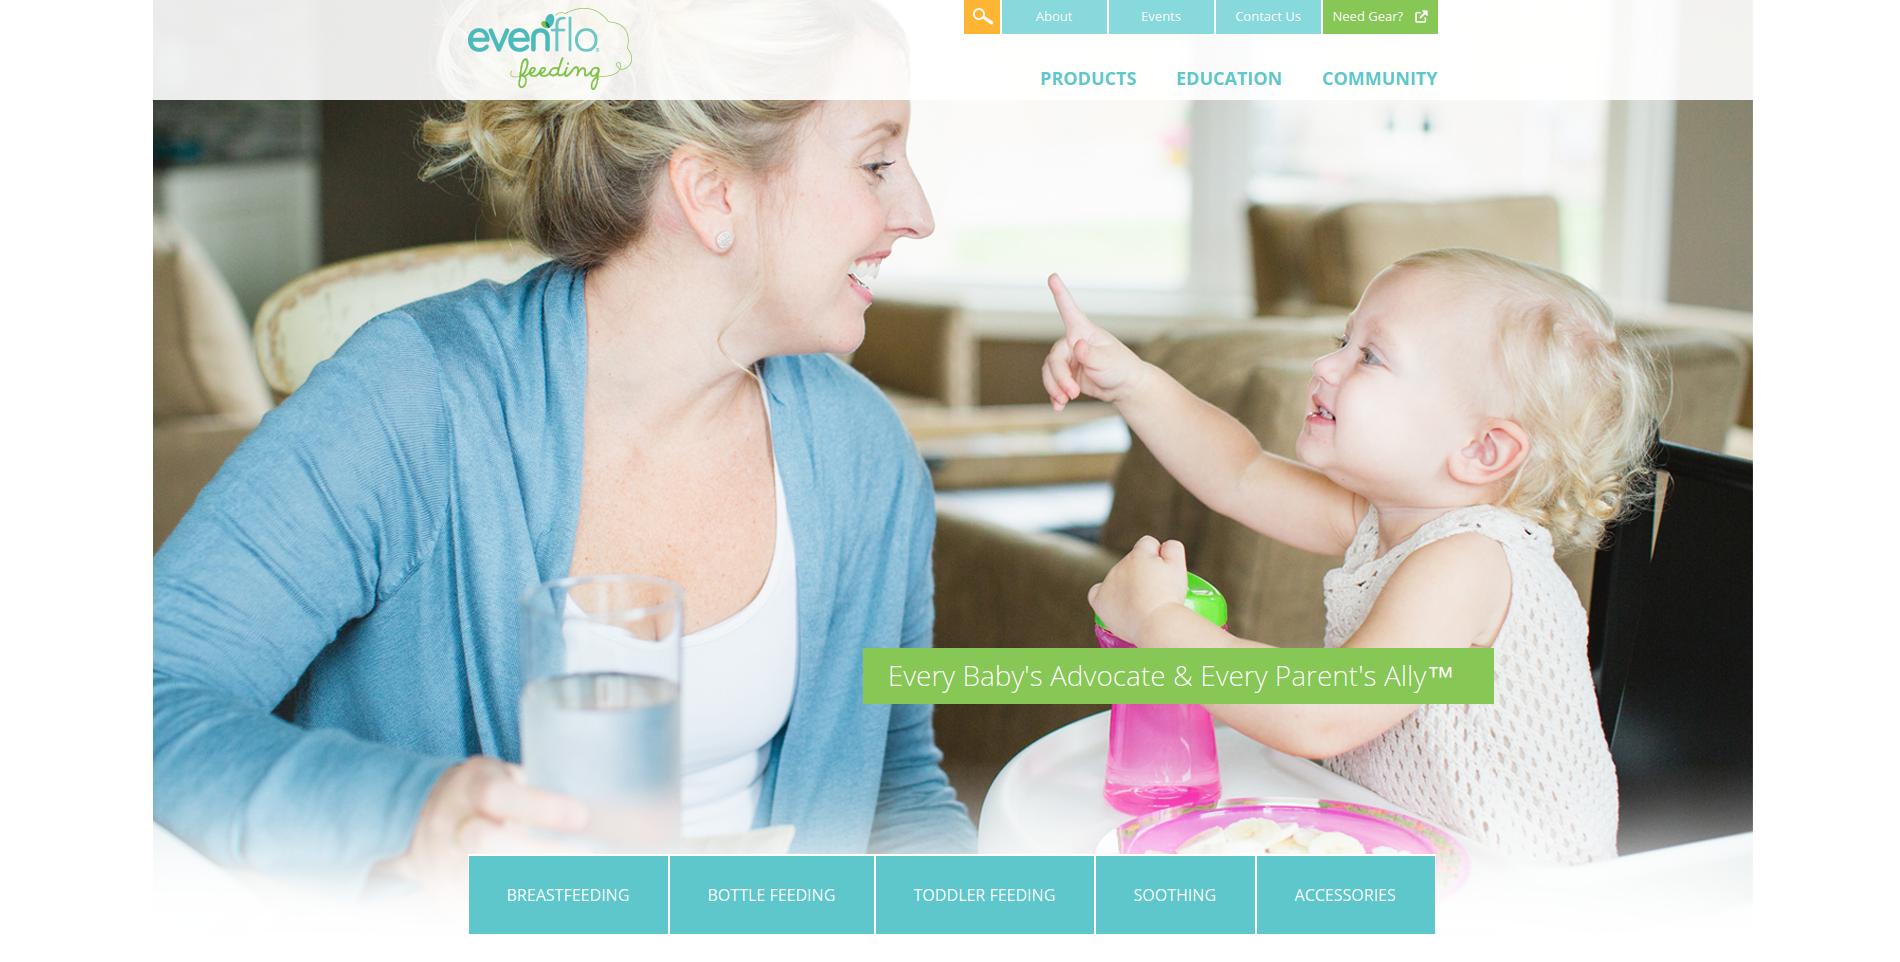 evenflo
feeding
About
Events
Contact Us
Need Gear?
PRODUCTS
EDUCATION
COMMUNITY
Every Baby's Advocate & Every Parent's Ally™
BREASTFEEDING
BOTTLE FEEDING
TODDLER FEEDING
SOOTHING
ACCESSORIES